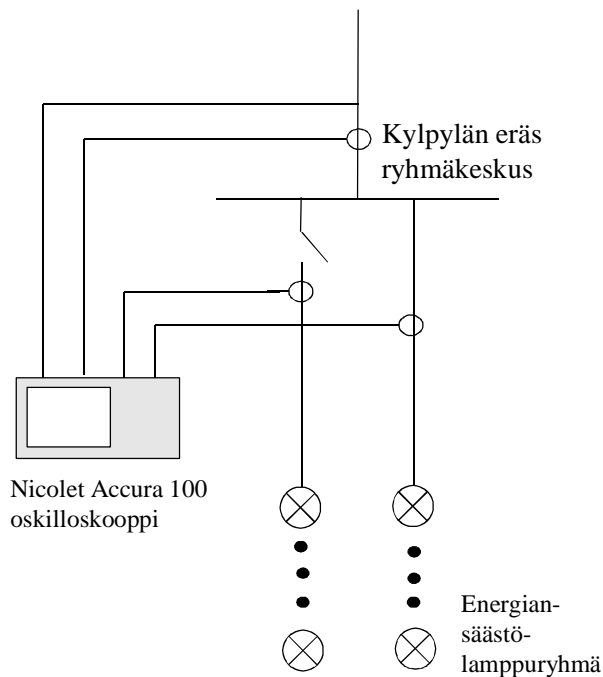 Kylpylän eräs
ryhmäkeskus
Nicolet Accura 100
oskilloskooppi
Energian-
säästö-
lamppuryhmä